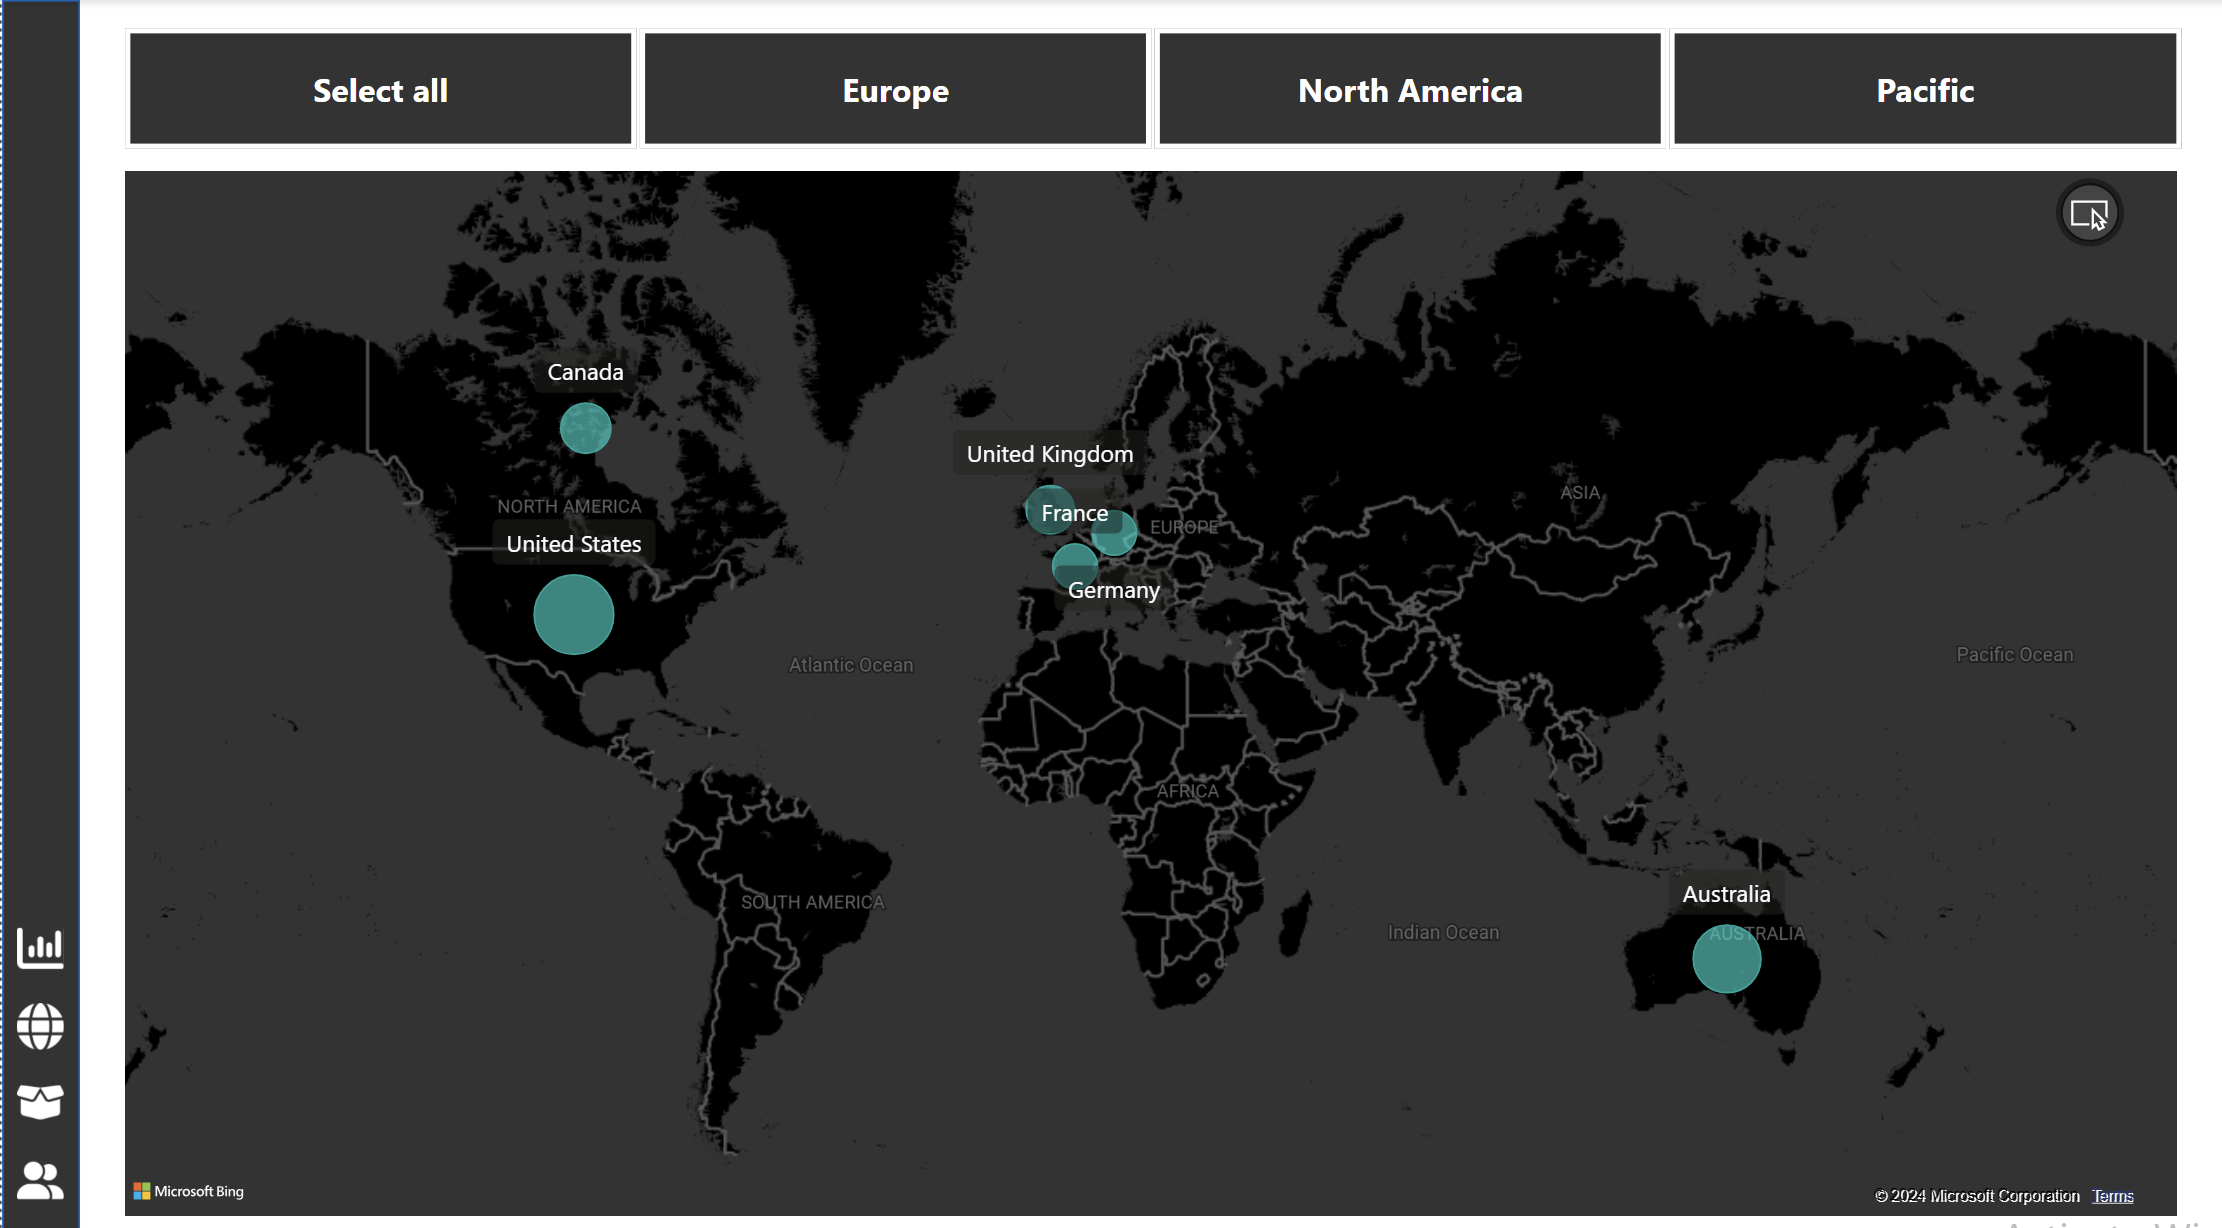 Select all
Europe
North America
Pacific
Canada
United Kingdom
NORTH AMERICA
ASIA
France
EUROPE
United States
Germany
Atlantic Ocean
Pacific Ocean
AFRICA
SOUTH AMERICA
Australia
AUSTRALIA
Indian Ocean
Microsoft Bing
© 2024 Microsoft Corporation Terms